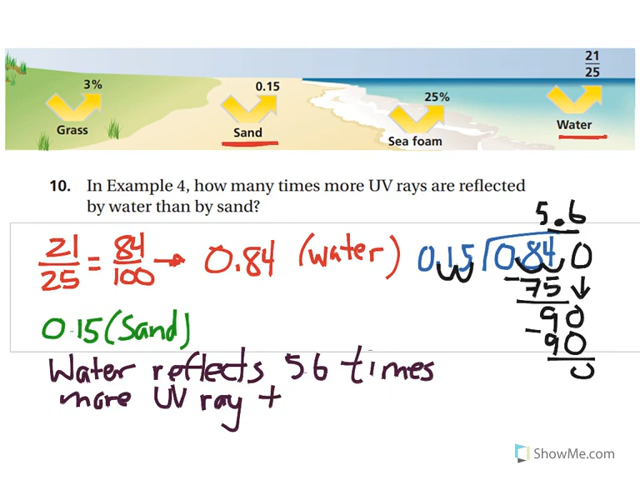 21
25
3%
0.15
25%
Grass
Sand
Sea foam
Water
10. In Example 4, how many times more UV rays are reflected
by water than by sand?
5.6
21/25 = 84/100 → 0.84 (water) 0.15 0.84 0
-75 ↓
90
0.15 (Sand)
-90
0
Water reflects 5.6 times
more UV ray t
ShowMe.com